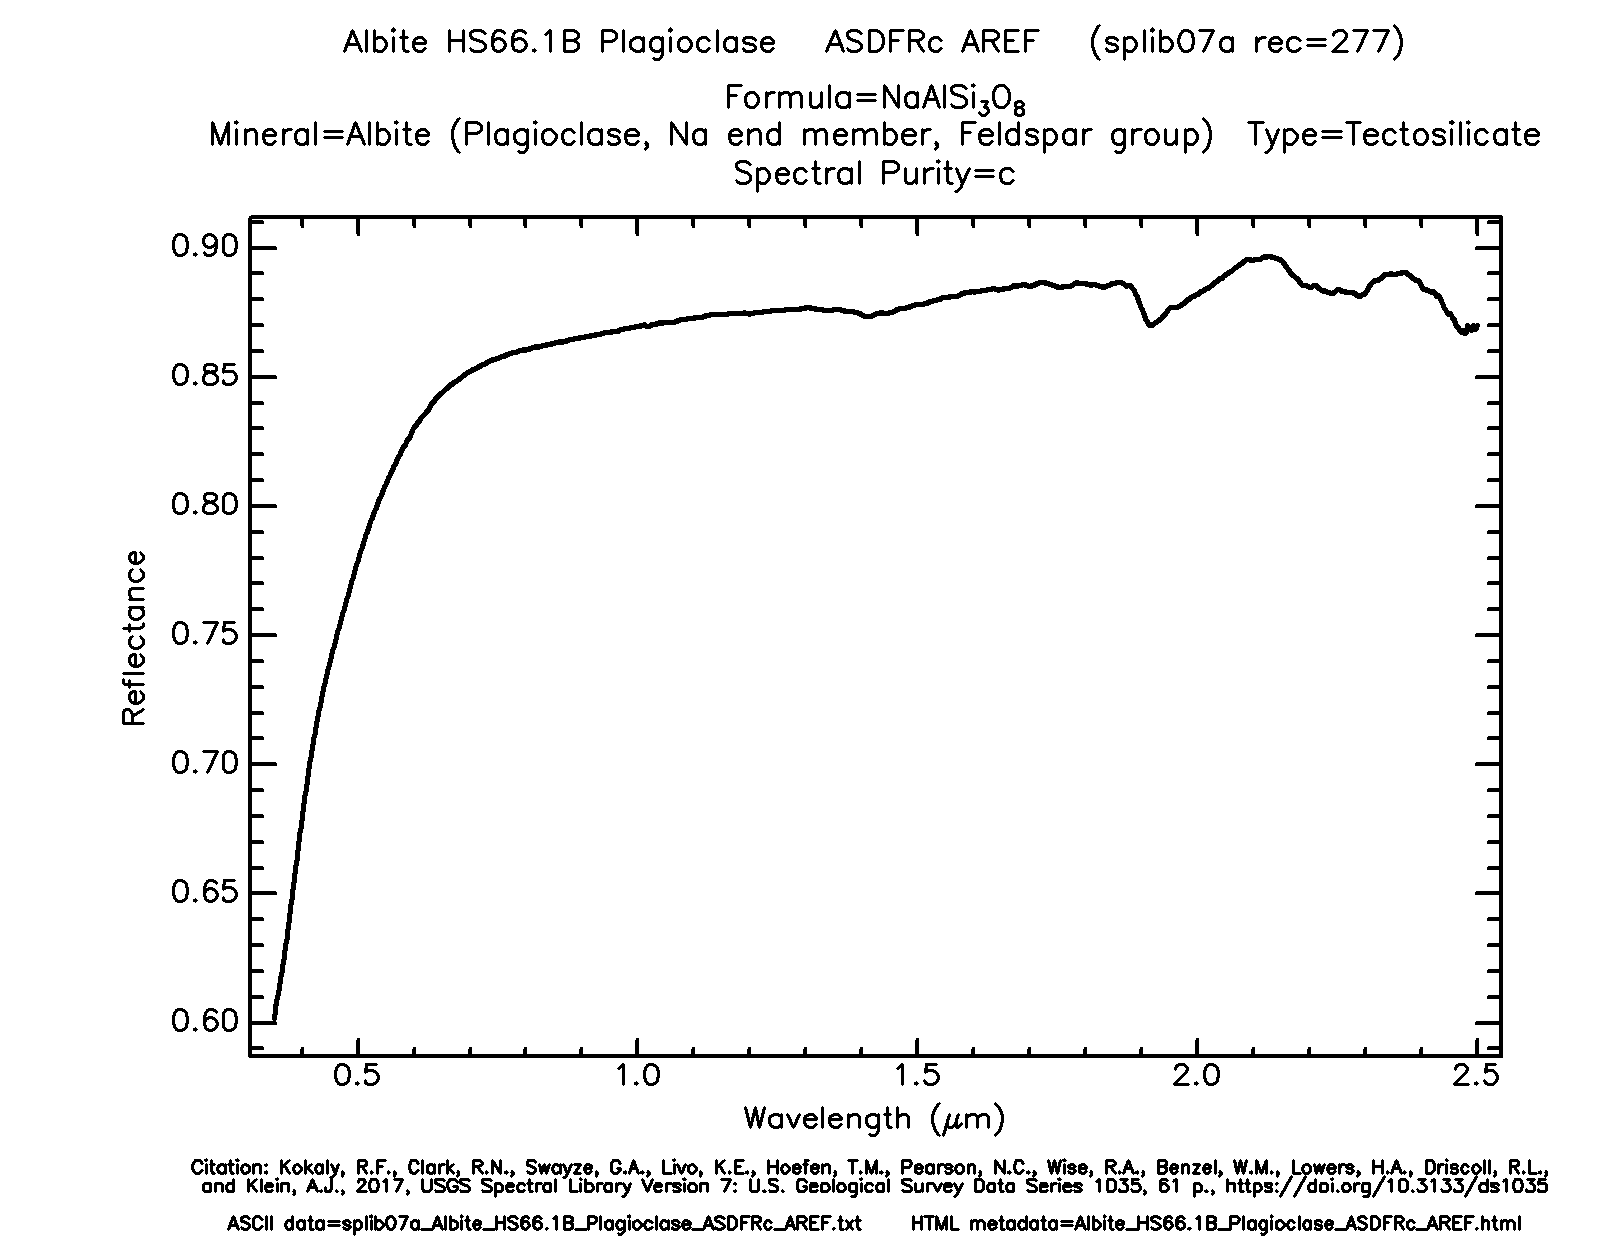 Albite HS66.1B Plagioclase ASDFRc AREF (splib07a rec=277)
Formula=NaAlSi₃O₈
Mineral=Albite (Plagioclase, Na end member, Feldspar group) Type=Tectosilicate
Spectral Purity=c
0.90
0.85
0.80
0.75
0.70
0.65
0.60
Reflectance
0.5 1.0 1.5 2.0 2.5
Wavelength (μm)
Citation: Kokaly, R.F., Clark, R.N., Swayze, G.A., Livo, K.E., Hoefen, T.M., Pearson, N.C., Wise, R.A., Benzel, W.M., Lowers, H.A., Driscoll, R.L.,
and Klein, A.J., 2017, USGS Spectral Library Version 7: U.S. Geological Survey Data Series 1035, 61 p., https://doi.org/10.3133/ds1035
ASCII data=splib07a_Albite_HS66.1B_Plagioclase_ASDFRc_AREF.txt HTML metadata=Albite_HS66.1B_Plagioclase_ASDFRc_AREF.html